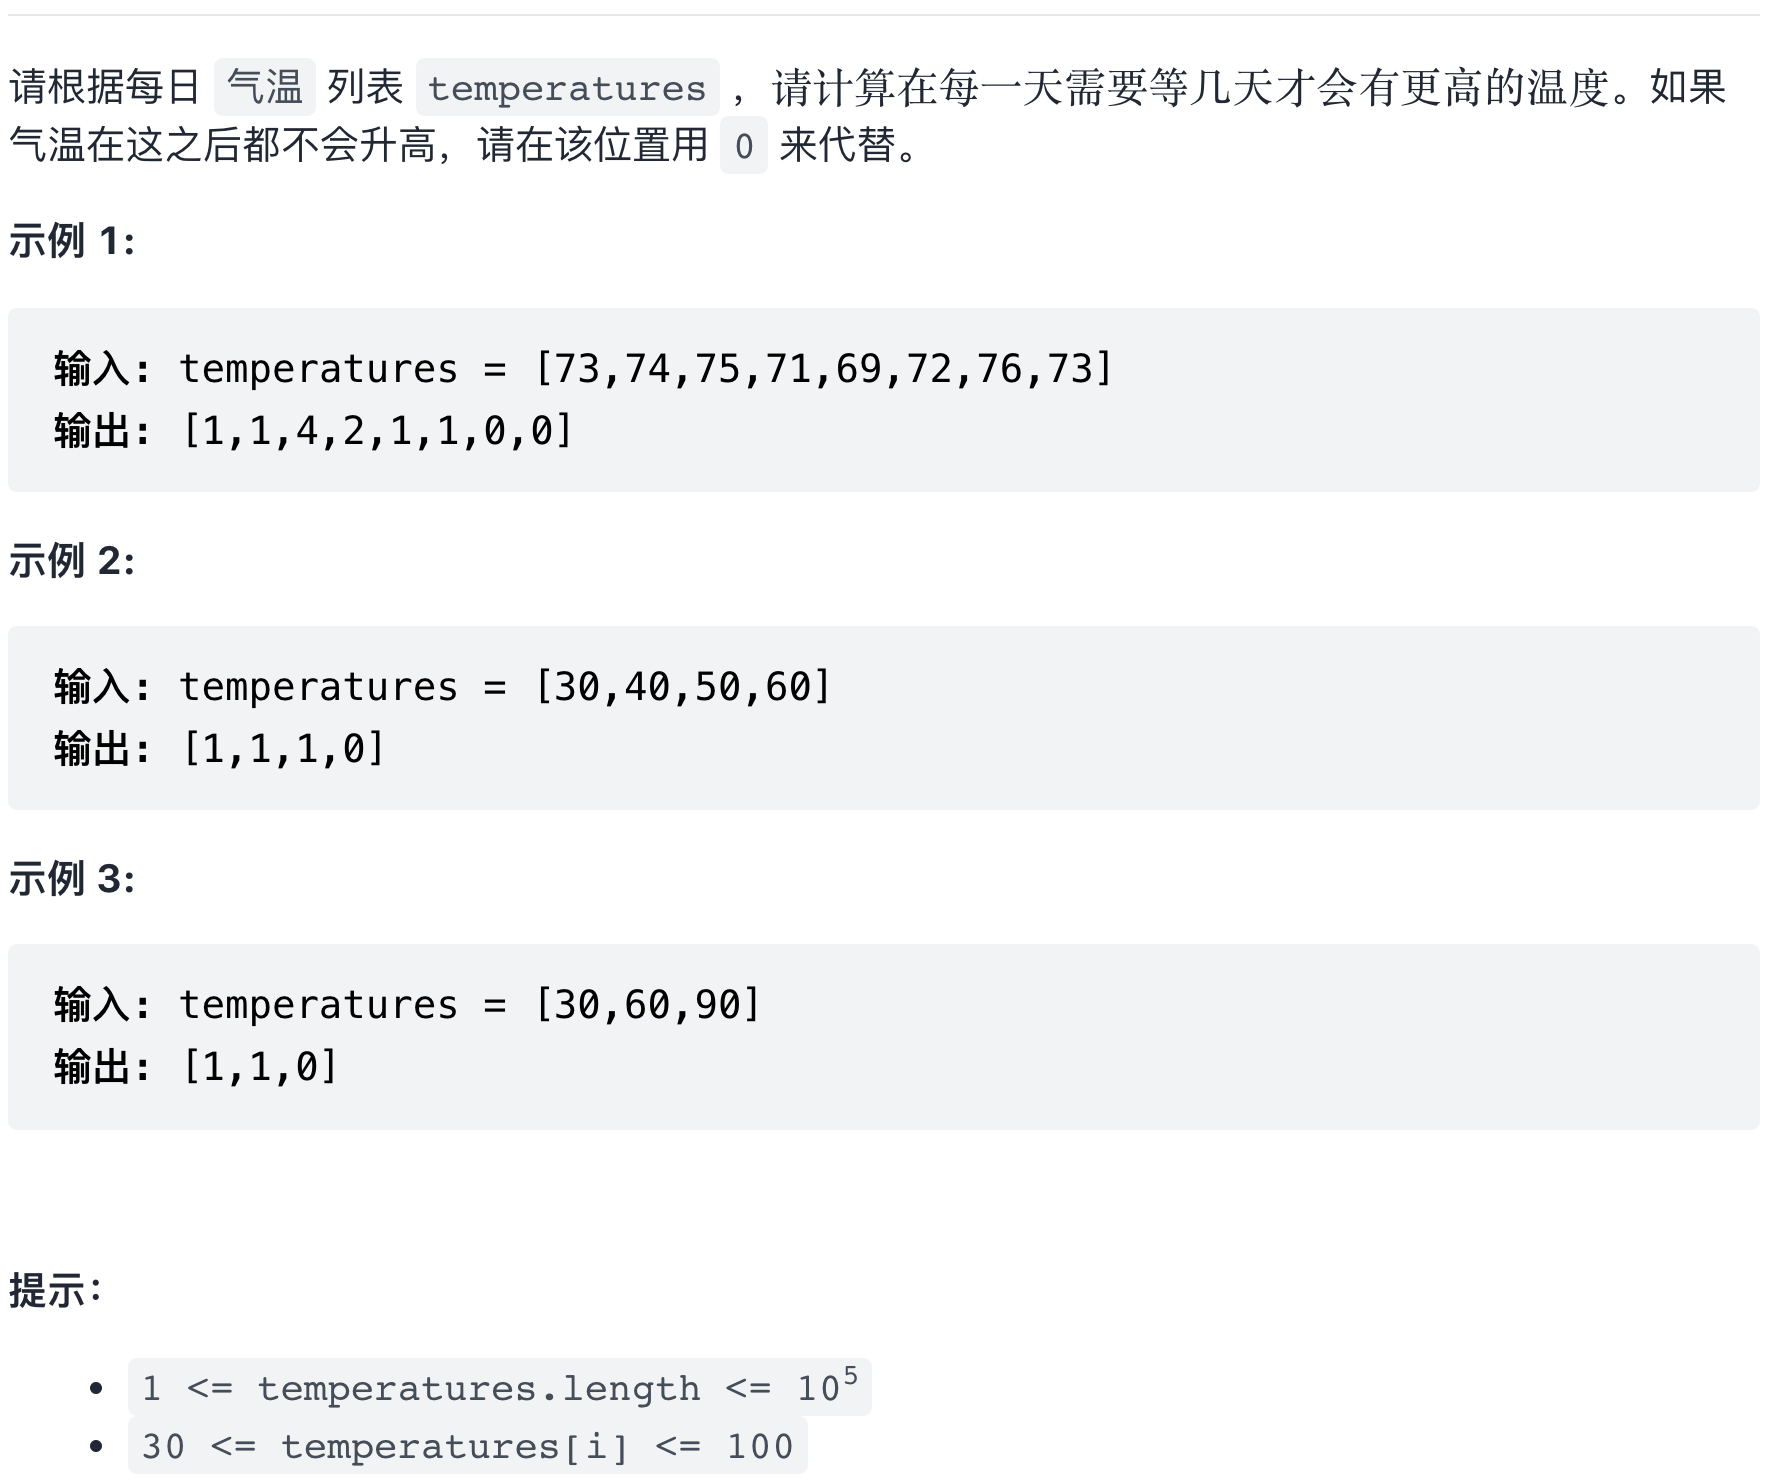 请根据每日 气温 列表 temperatures ，请计算在每一天需要等几天才会有更高的温度。如果
气温在这之后都不会升高，请在该位置用 0 来代替。
示例 1:
输入: temperatures = [73,74,75,71,69,72,76,73]
输出: [1,1,4,2,1,1,0,0]
示例 2:
输入: temperatures = [30,40,50,60]
输出: [1,1,1,0]
示例 3:
输入: temperatures = [30,60,90]
输出: [1,1,0]
提示：
• 1 <= temperatures.length <= 10⁵
• 30 <= temperatures[i] <= 100